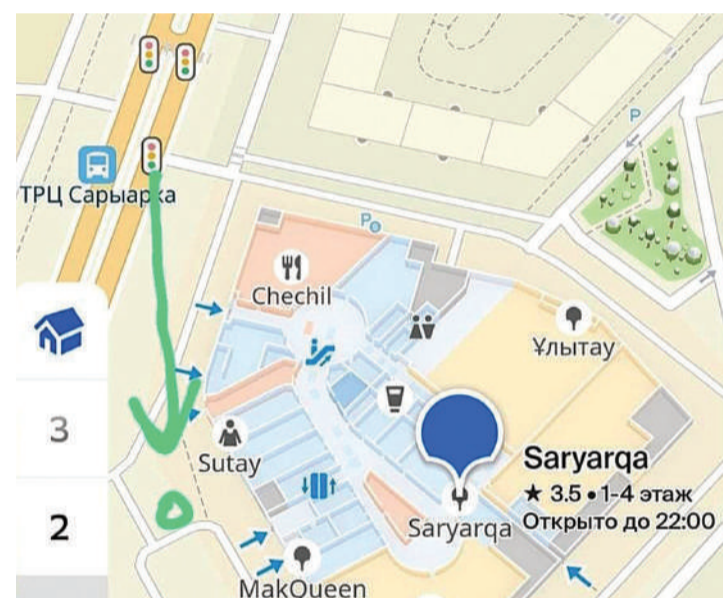 P
ТРЦ Сарыарка
P
Chechil
Ұлытау
3
Sutay
Saryarqa
★ 3.5 • 1-4 этаж
Открыто до 22:00
2
Saryarqa
MakQueen